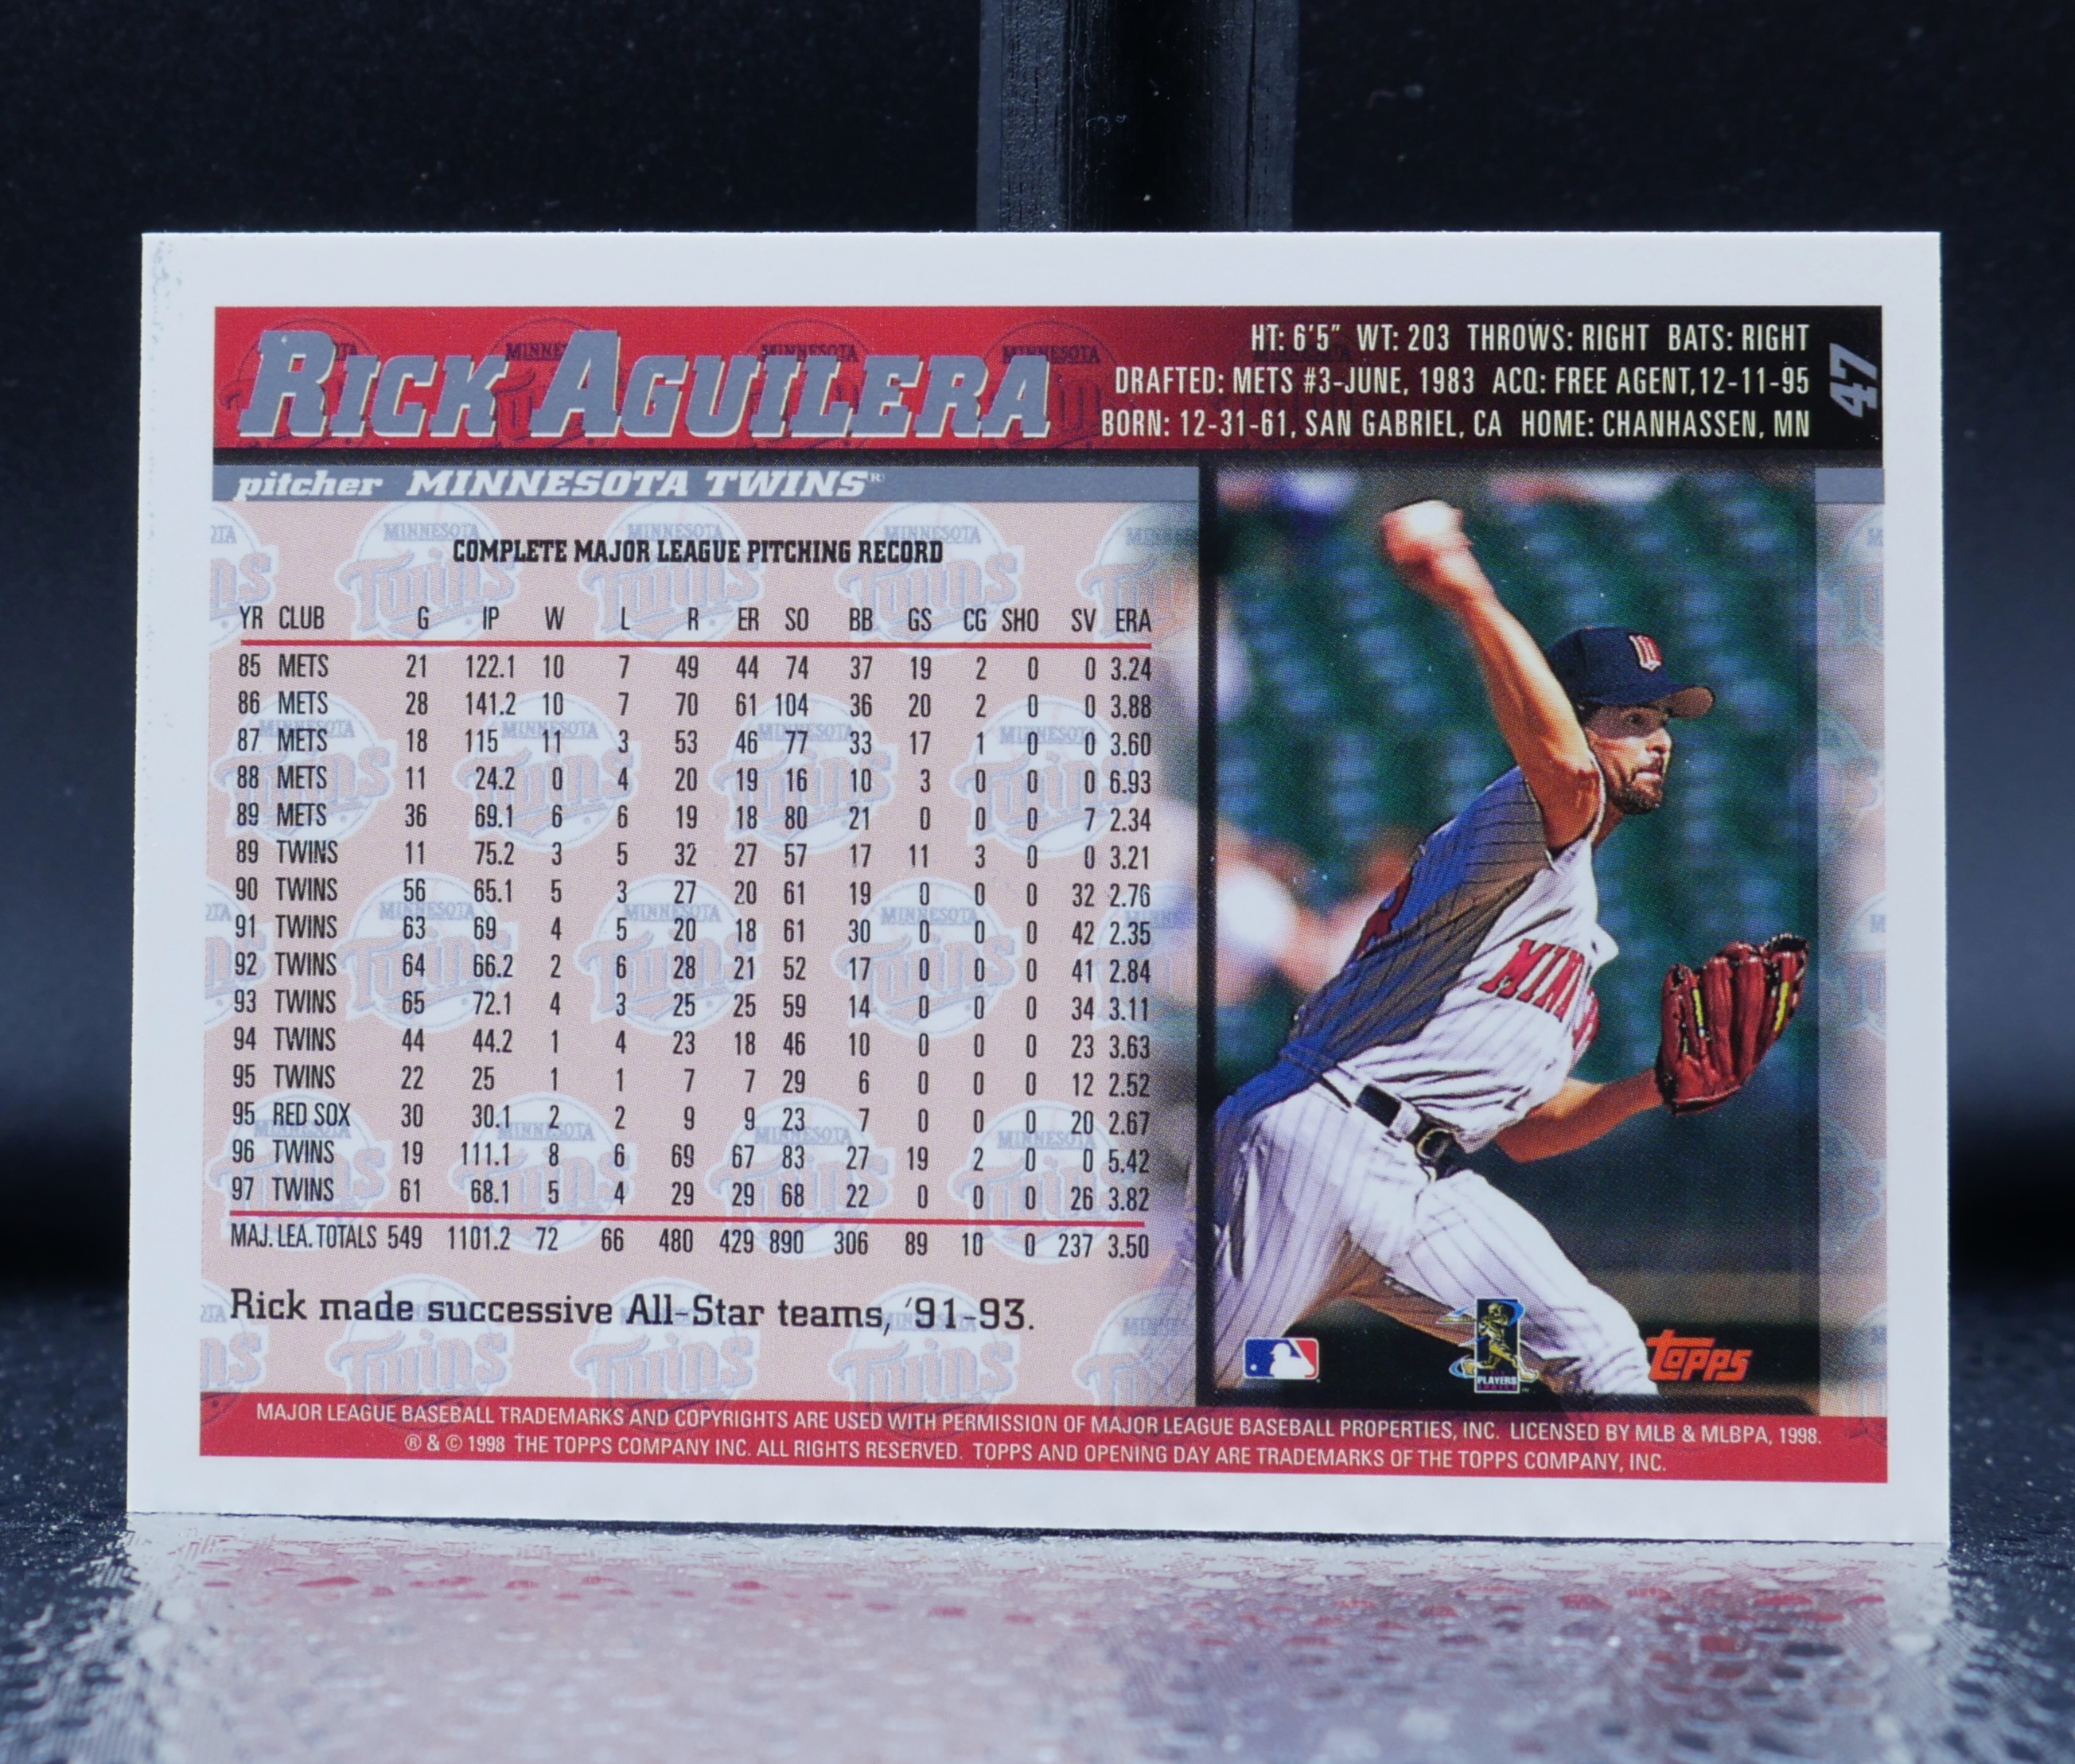 RICK AGUILERA
HT: 6'5" WT: 203 THROWS: RIGHT BATS: RIGHT
DRAFTED: METS #3-JUNE, 1983 ACQ: FREE AGENT, 12-11-95
BORN: 12-31-61, SAN GABRIEL, CA HOME: CHANHASSEN, MN
47
pitcher MINNESOTA TWINS®
COMPLETE MAJOR LEAGUE PITCHING RECORD
YR CLUB G IP W L R ER SO BB GS CG SHO SV ERA
85 METS 21 122.1 10 7 49 44 74 37 19 2 0 0 3.24
86 METS 28 141.2 10 7 70 61 104 36 20 2 0 0 3.88
87 METS 18 115 11 3 53 46 77 33 17 1 0 0 3.60
88 METS 11 24.2 0 4 20 19 16 10 3 0 0 0 6.93
89 METS 36 69.1 6 6 19 18 80 21 0 0 0 7 2.34
89 TWINS 11 75.2 3 5 32 27 57 17 11 3 0 0 3.21
90 TWINS 56 65.1 5 3 27 20 61 19 0 0 0 32 2.76
91 TWINS 63 69 4 5 20 18 61 30 0 0 0 42 2.35
92 TWINS 64 66.2 2 6 28 21 52 17 0 0 0 41 2.84
93 TWINS 65 72.1 4 3 25 25 59 14 0 0 0 34 3.11
94 TWINS 44 44.2 1 4 23 18 46 10 0 0 0 23 3.63
95 TWINS 22 25 1 1 7 7 29 6 0 0 0 12 2.52
95 RED SOX 30 30.1 2 2 9 9 23 7 0 0 0 20 2.67
96 TWINS 19 111.1 8 6 69 67 83 27 19 2 0 0 5.42
97 TWINS 61 68.1 5 4 29 29 68 22 0 0 0 26 3.82
MAJ. LEA. TOTALS 549 1101.2 72 66 480 429 890 306 89 10 0 237 3.50
Rick made successive All-Star teams, '91-93.
MINN
PLAYERS
CHOICE
TOPPS
MAJOR LEAGUE BASEBALL TRADEMARKS AND COPYRIGHTS ARE USED WITH PERMISSION OF MAJOR LEAGUE BASEBALL PROPERTIES, INC. LICENSED BY MLB & MLBPA, 1998.
® & © 1998 THE TOPPS COMPANY INC. ALL RIGHTS RESERVED. TOPPS AND OPENING DAY ARE TRADEMARKS OF THE TOPPS COMPANY, INC.